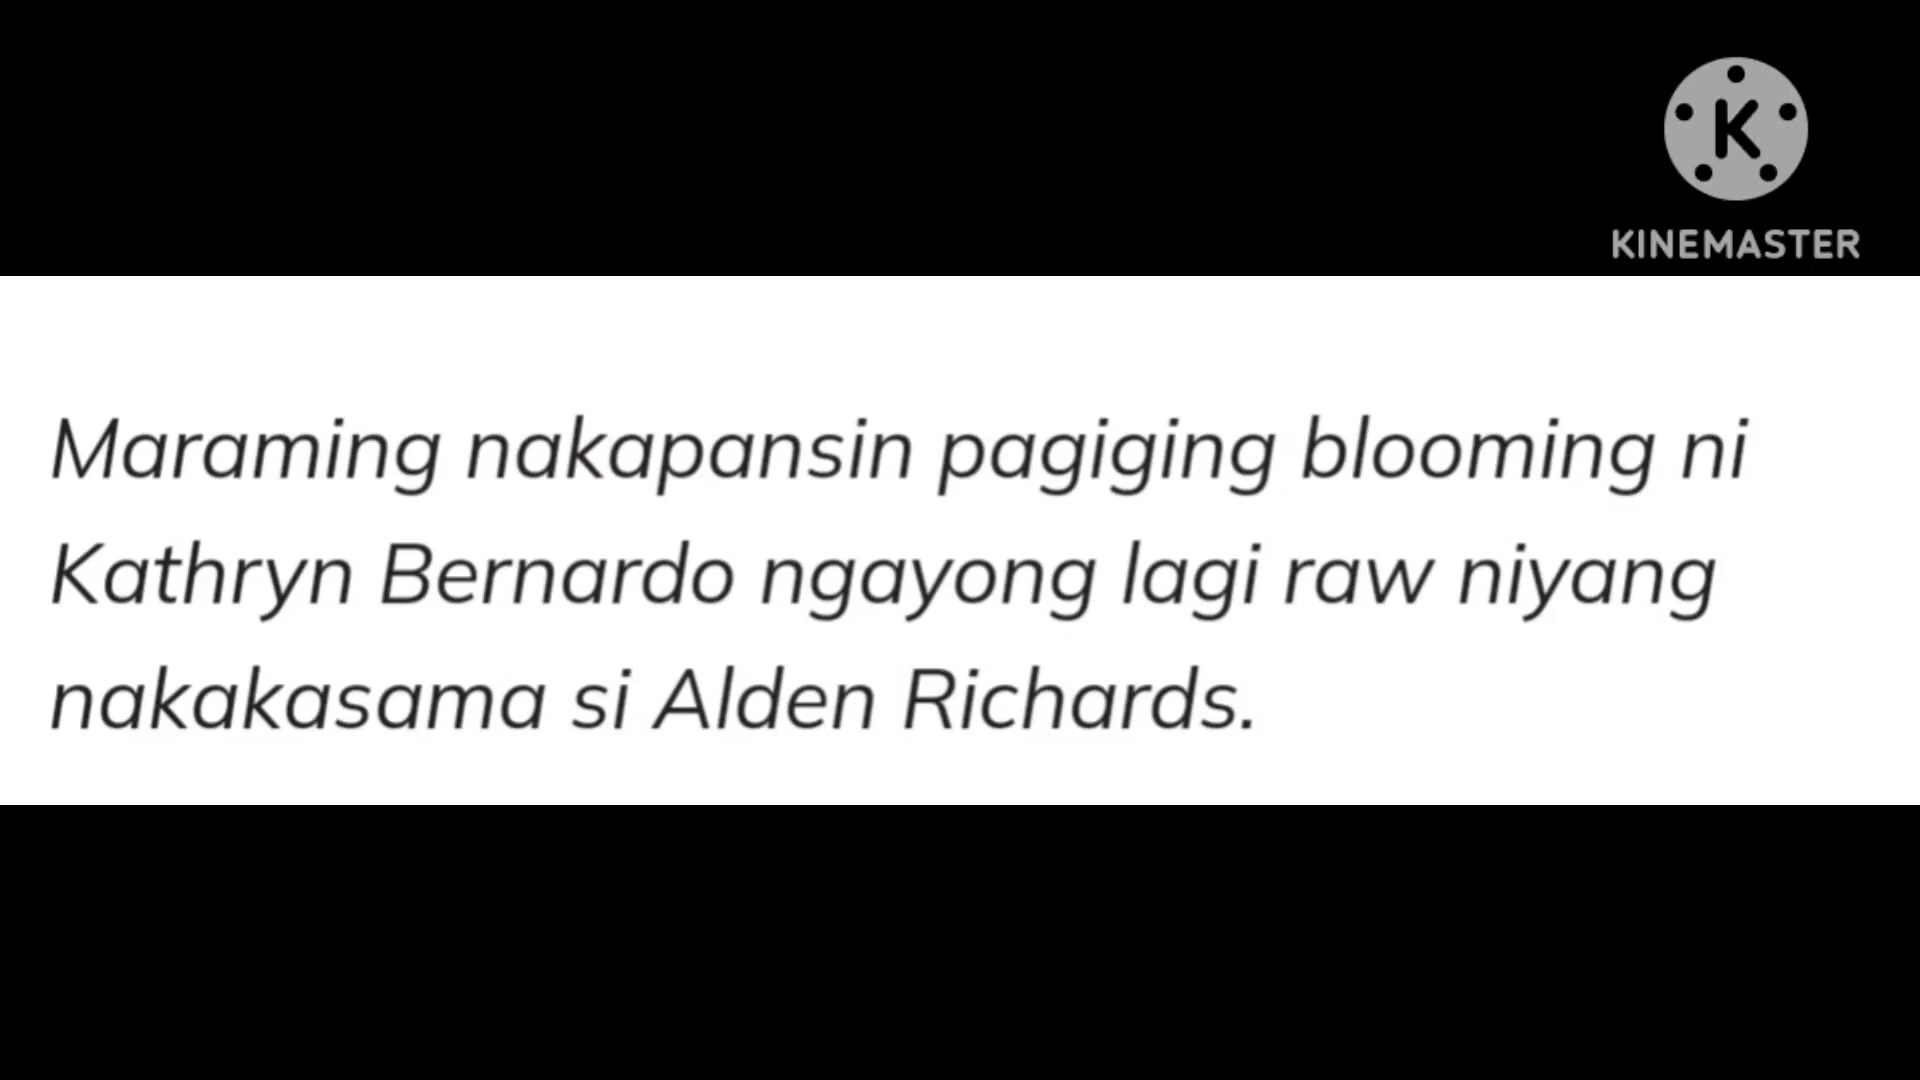 K
KINEMASTER
Maraming nakapansin pagiging blooming ni
Kathryn Bernardo ngayong lagi raw niyang
nakakasama si Alden Richards.